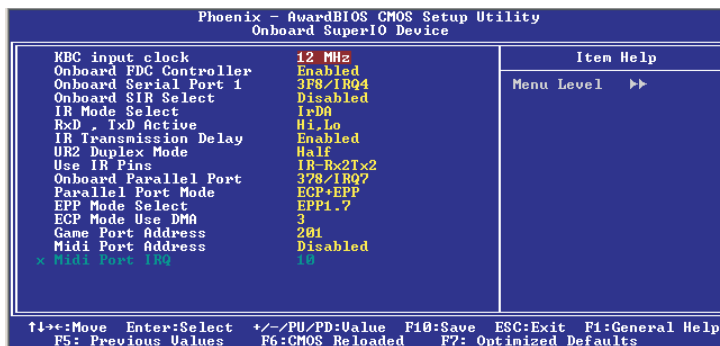 Phoenix - AwardBIOS CMOS Setup Utility
Onboard SuperIO Device
KBC input clock 12 MHz
Onboard FDC Controller Enabled
Onboard Serial Port 1 3F8/IRQ4
Onboard SIR Select Disabled
IR Mode Select IrDA
RxD , TxD Active Hi,Lo
IR Transmission Delay Enabled
UR2 Duplex Mode Half
Use IR Pins IR-Rx2Tx2
Onboard Parallel Port 378/IRQ7
Parallel Port Mode ECP+EPP
EPP Mode Select EPP1.7
ECP Mode Use DMA 3
Game Port Address 201
Midi Port Address Disabled
x Midi Port IRQ 10
Item Help
Menu Level ▶▶
↑↓→←:Move Enter:Select +/-/PU/PD:Value F10:Save ESC:Exit F1:General Help
F5: Previous Values F6:CMOS Reloaded F7: Optimized Defaults